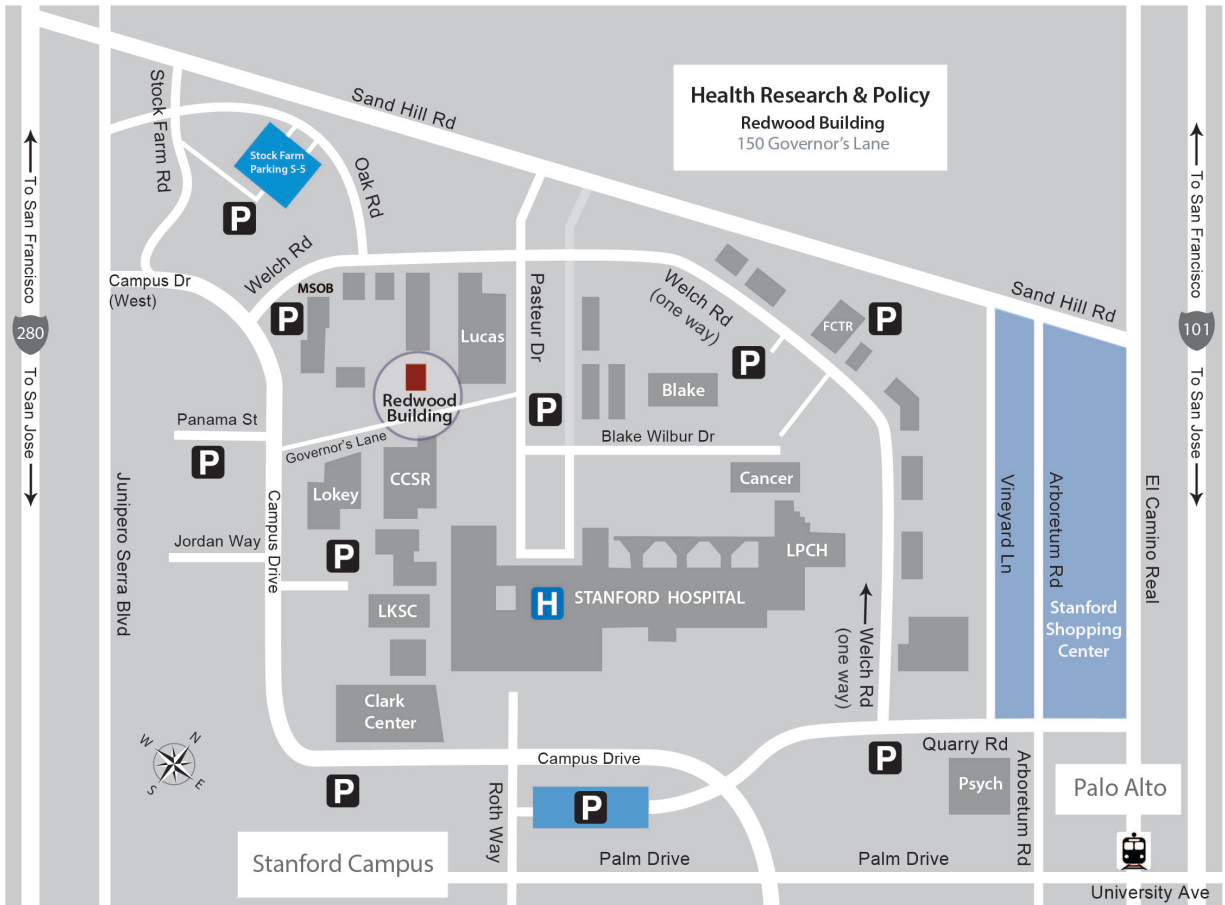 Health Research & Policy
Redwood Building
150 Governor's Lane
Sand Hill Rd
Stock Farm Rd
Stock Farm
Parking S-5
P
Oak Rd
To San Francisco
280
To San Jose
To San Francisco
101
To San Jose
Welch Rd
Campus Dr
(West)
MSOB
P
Lucas
Pasteur Dr
Welch Rd
(one way)
FCTR
P
Sand Hill Rd
P
Redwood
Building
Blake
P
Panama St
Governor's Lane
Blake Wilbur Dr
P
Junipero Serra Blvd
Campus Drive
Lokey
CCSR
Cancer
Vineyard Ln
Arboretum Rd
El Camino Real
Jordan Way
P
LPCH
LKSC
H
STANFORD HOSPITAL
Welch Rd
(one way)
Stanford
Shopping
Center
Clark
Center
N
E
S
W
Campus Drive
Quarry Rd
P
Psych
Arboretum Rd
Palo Alto
P
Roth Way
P
Stanford Campus
Palm Drive
Palm Drive
University Ave